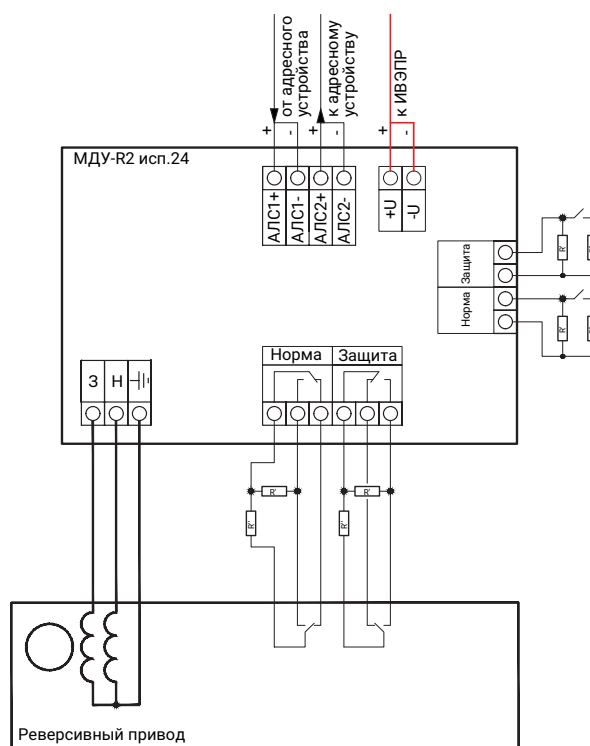 от адресного
устройства
к адресному
устройству
к ИВЭПР
+ - + - + -
МДУ-R2 исп.24
АЛС1+
АЛС1-
АЛС2+
АЛС2-
+U
-U
Защита
Норма
R'
R'
Норма Защита
З Н
R' R'
R" R"
Реверсивный привод